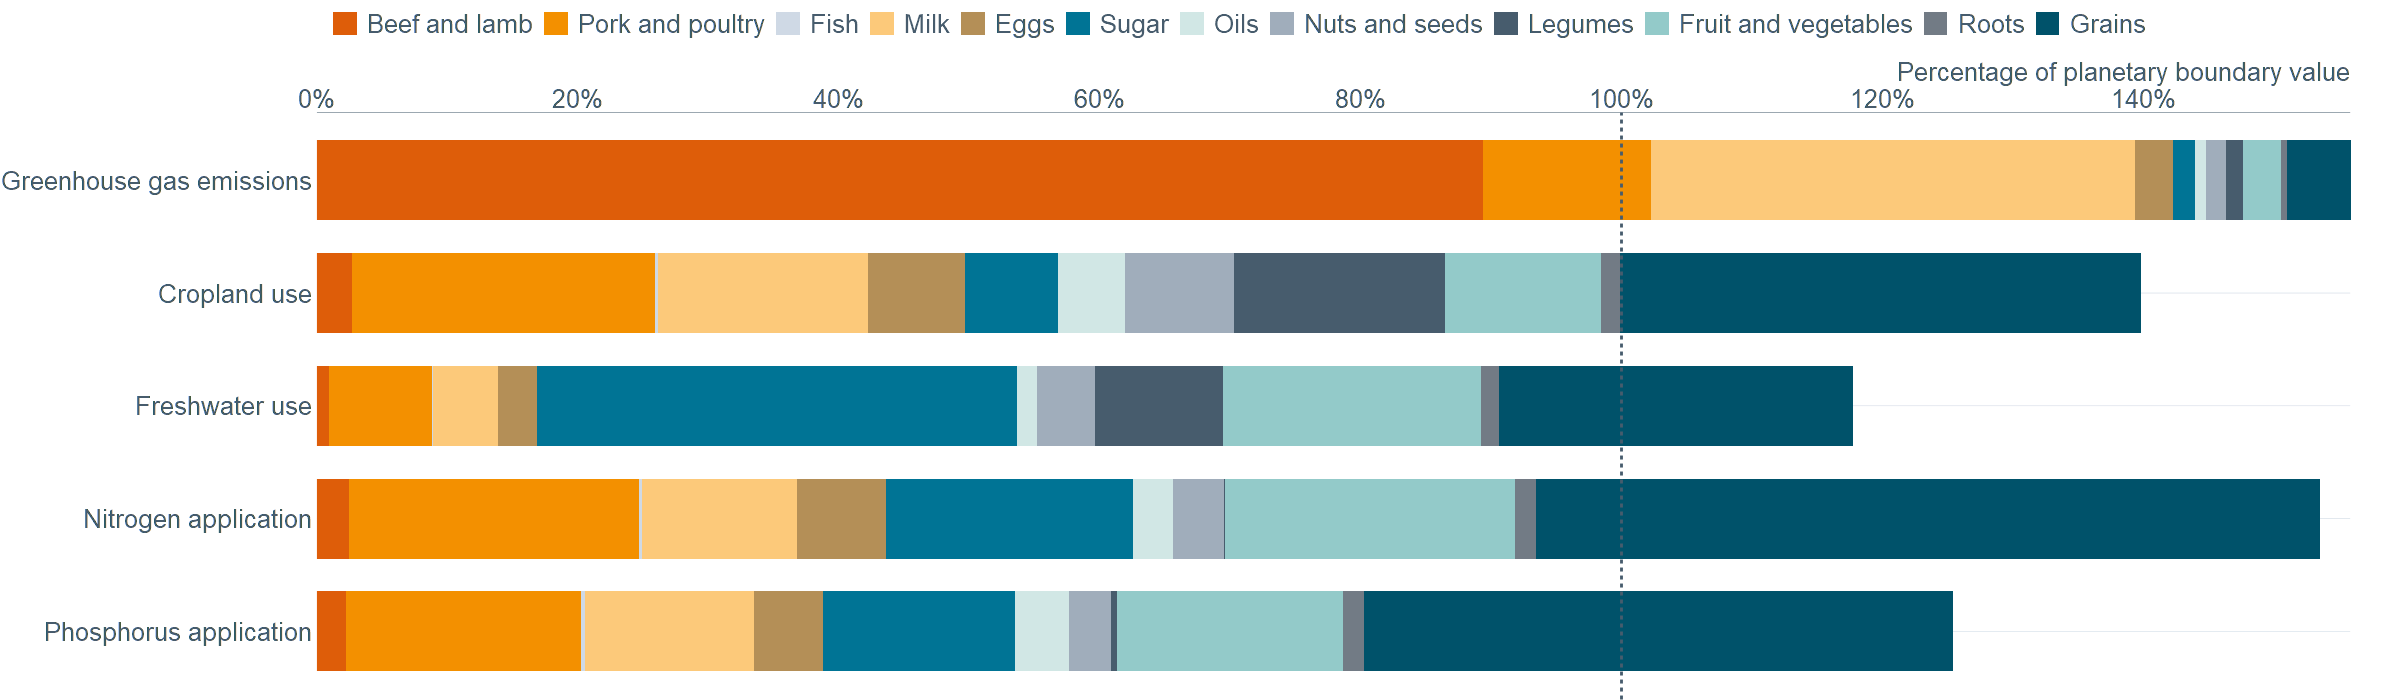 Beef and lamb Pork and poultry Fish Milk Eggs Sugar Oils Nuts and seeds Legumes Fruit and vegetables Roots Grains
Percentage of planetary boundary value
0% 20% 40% 60% 80% 100% 120% 140%
Greenhouse gas emissions
Cropland use
Freshwater use
Nitrogen application
Phosphorus application